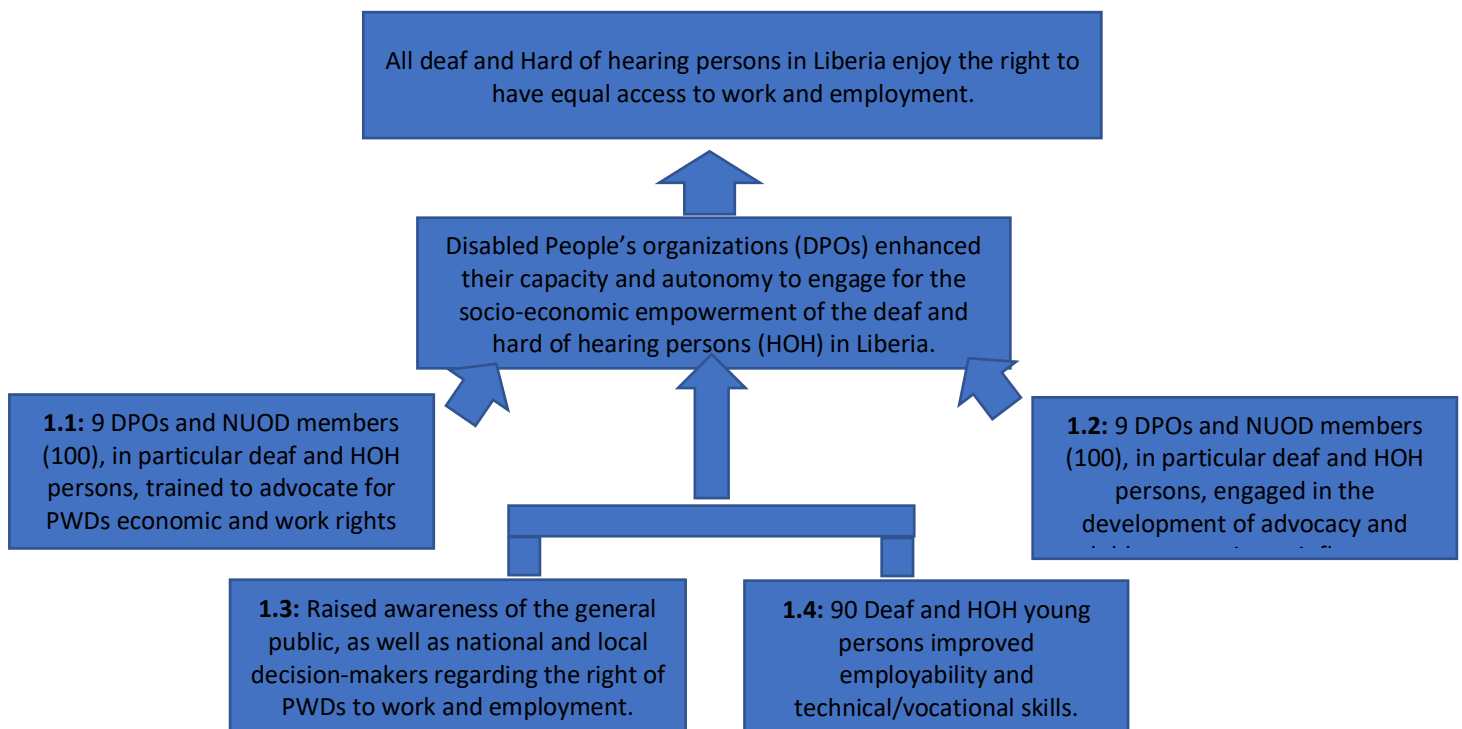 All deaf and Hard of hearing persons in Liberia enjoy the right to
have equal access to work and employment.
Disabled People’s organizations (DPOs) enhanced
their capacity and autonomy to engage for the
socio-economic empowerment of the deaf and
hard of hearing persons (HOH) in Liberia.
1.1: 9 DPOs and NUOD members
(100), in particular deaf and HOH
persons, trained to advocate for
PWDs economic and work rights
1.2: 9 DPOs and NUOD members
(100), in particular deaf and HOH
persons, engaged in the
development of advocacy and
1.3: Raised awareness of the general
public, as well as national and local
decision-makers regarding the right of
PWDs to work and employment.
1.4: 90 Deaf and HOH young
persons improved
employability and
technical/vocational skills.